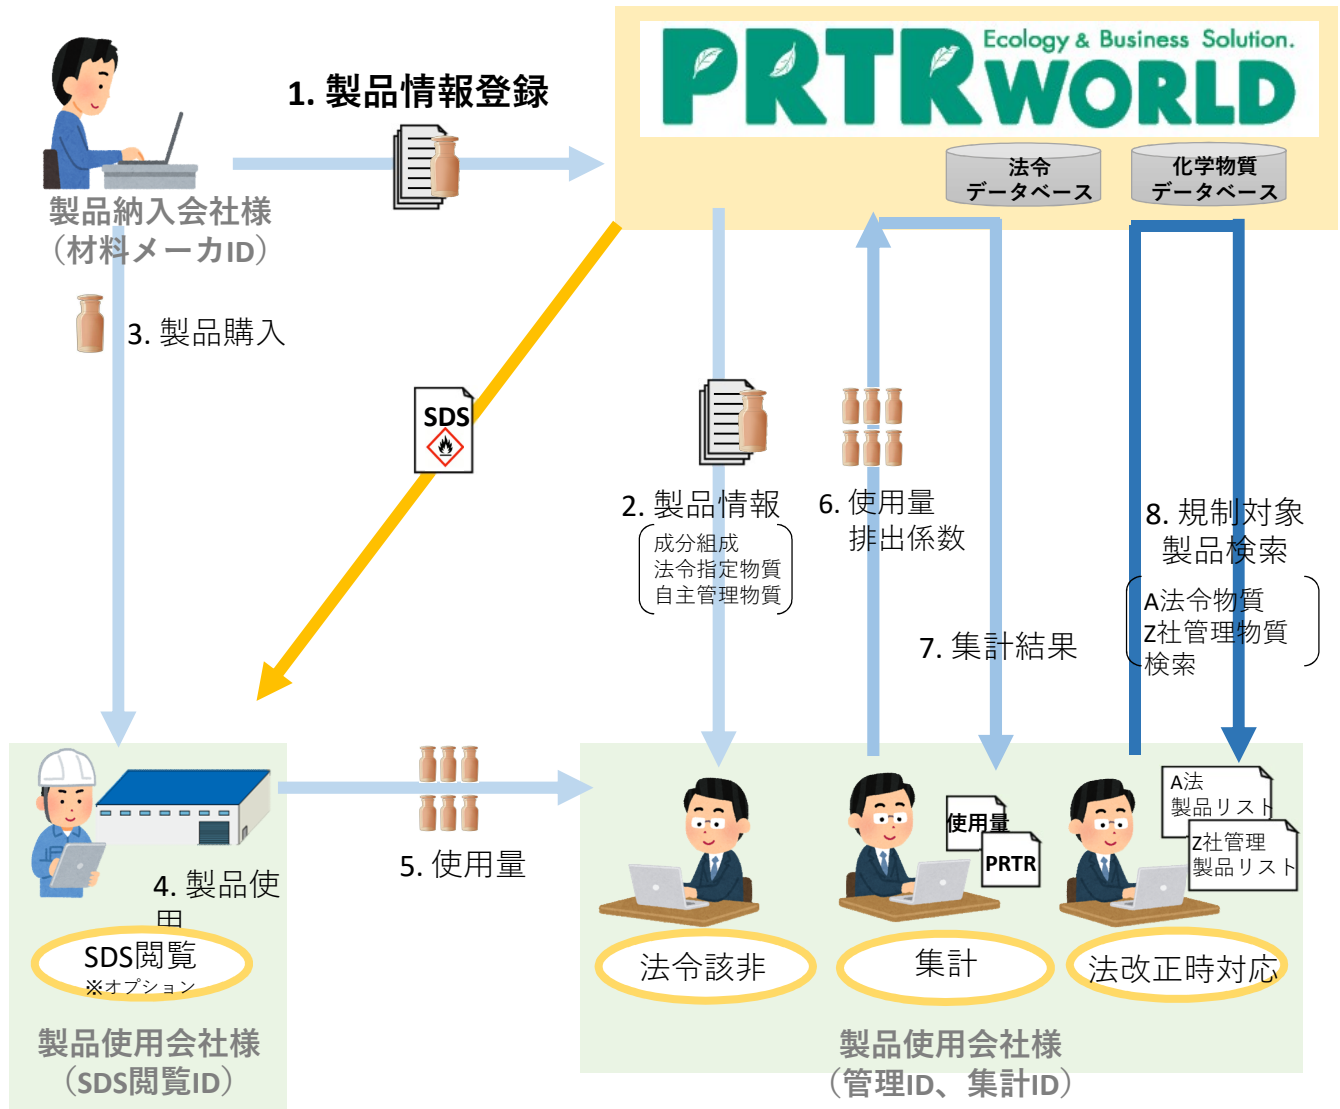 PRTR WORLD
Ecology & Business Solution.
法令
データベース
化学物質
データベース
1. 製品情報登録
製品納入会社様
（材料メーカID）
3. 製品購入
SDS
2. 製品情報
成分組成
法令指定物質
自主管理物質
6. 使用量
排出係数
7. 集計結果
8. 規制対象
製品検索
A法令物質
Z社管理物質
検索
4. 製品使
用
SDS閲覧
※オプション
製品使用会社様
（SDS閲覧ID）
5. 使用量
法令該非
使用量
PRTR
集計
A法
製品リスト
Z社管理
製品リスト
法改正時対応
製品使用会社様
（管理ID、集計ID）